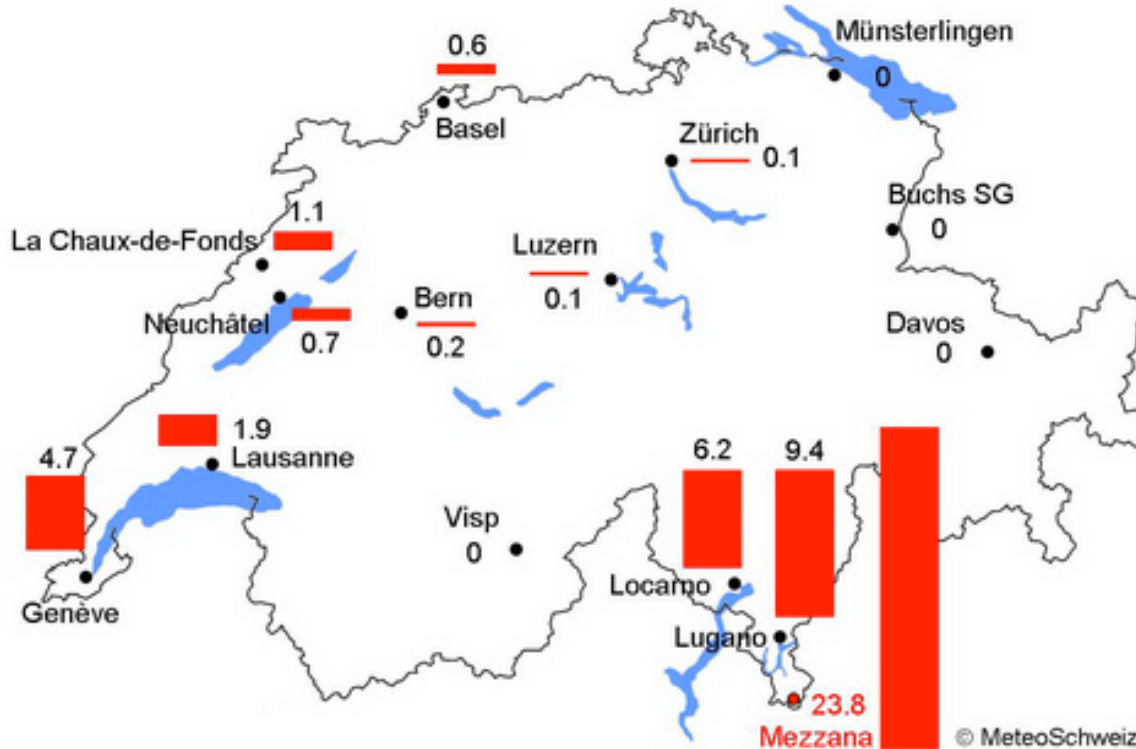 Münsterlingen
0
0.6
Basel
Zürich
0.1
Buchs SG
0
1.1
La Chaux-de-Fonds
Luzern
0.1
Bern
0.2
Neuchâtel
0.7
Davos
0
1.9
Lausanne
4.7
Genève
6.2
9.4
Visp
0
Locarno
Lugano
23.8
Mezzana
© MeteoSchweiz